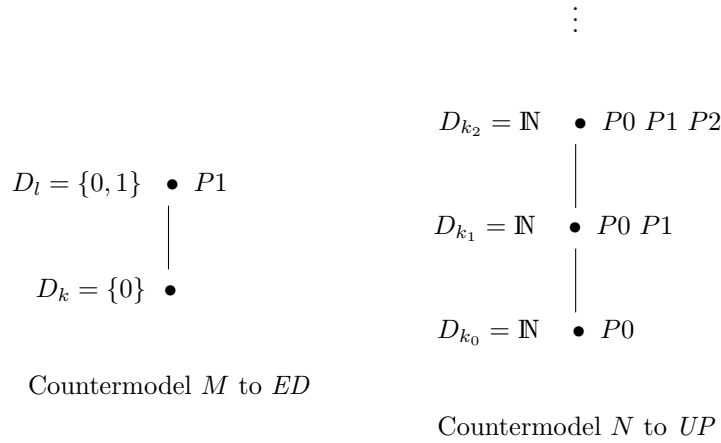 ⋮
D_{k_2} = ℕ • P0 P1 P2
D_l = {0, 1} • P1
D_{k_1} = ℕ • P0 P1
D_k = {0} •
D_{k_0} = ℕ • P0
Countermodel M to ED
Countermodel N to UP